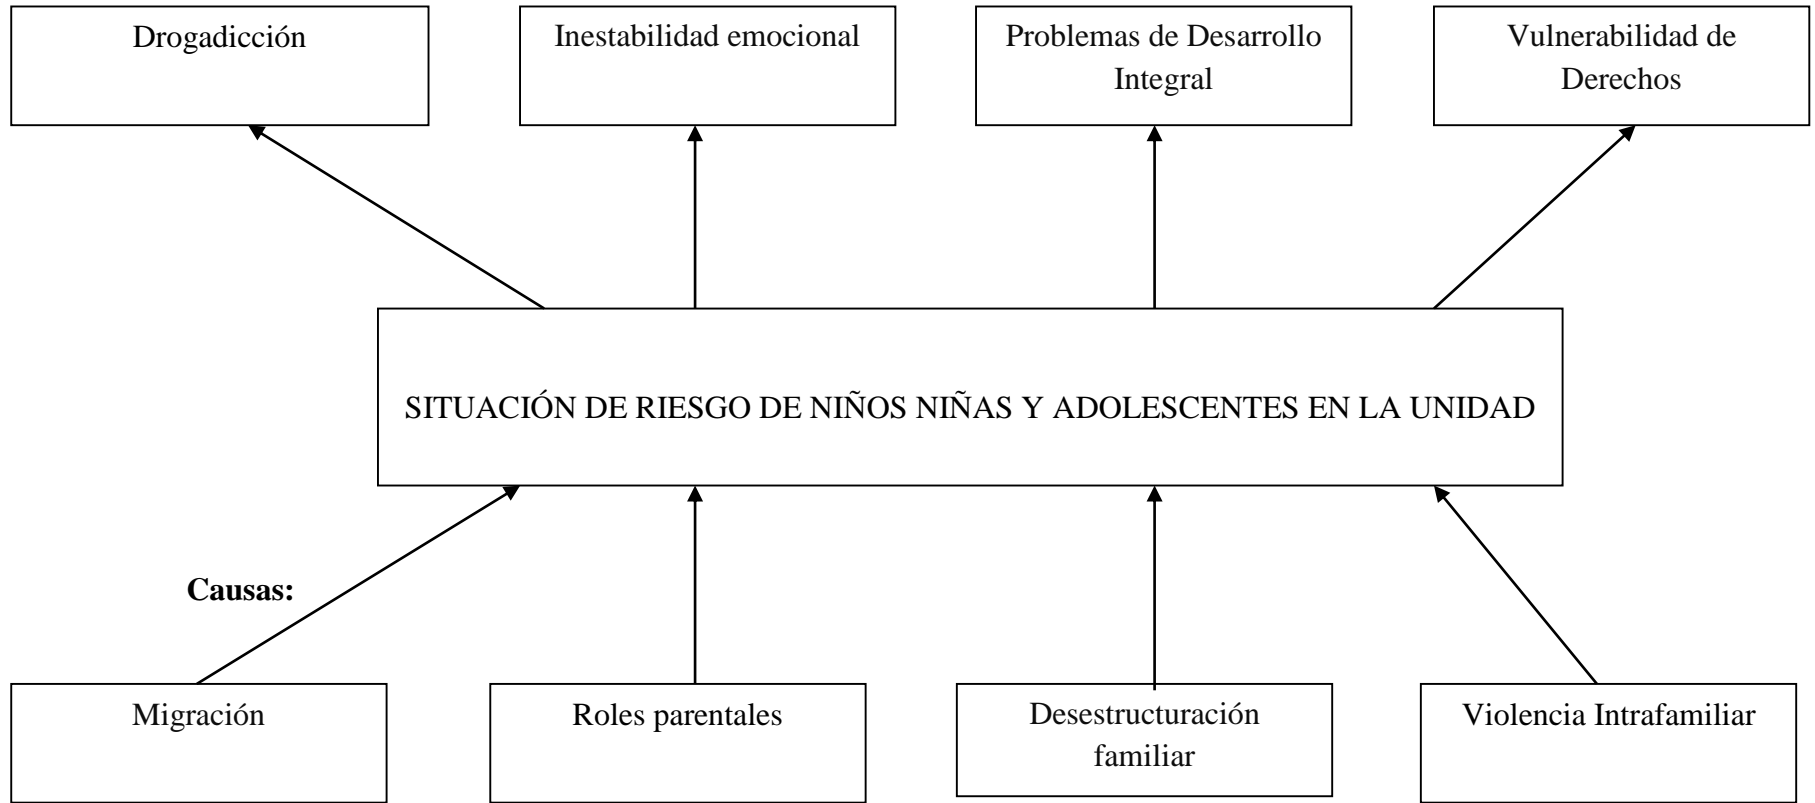 Drogadicción
Inestabilidad emocional
Problemas de Desarrollo
Integral
Vulnerabilidad de
Derechos
SITUACIÓN DE RIESGO DE NIÑOS NIÑAS Y ADOLESCENTES EN LA UNIDAD
Causas:
Migración
Roles parentales
Desestructuración
familiar
Violencia Intrafamiliar